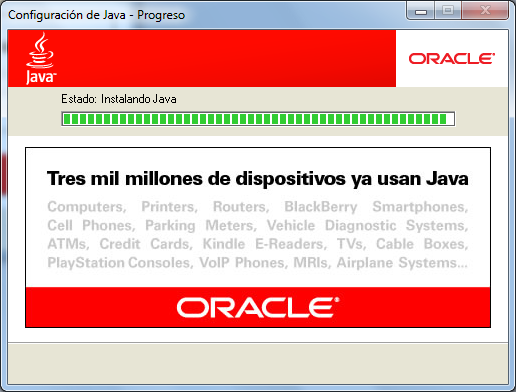 Configuración de Java - Progreso
Java™
ORACLE®
Estado: Instalando Java
Tres mil millones de dispositivos ya usan Java
Computers, Printers, Routers, BlackBerry Smartphones,
Cell Phones, Parking Meters, Vehicle Diagnostic Systems,
ATMs, Credit Cards, Kindle E-Readers, TVs, Cable Boxes,
PlayStation Consoles, VoIP Phones, MRIs, Airplane Systems...
ORACLE®